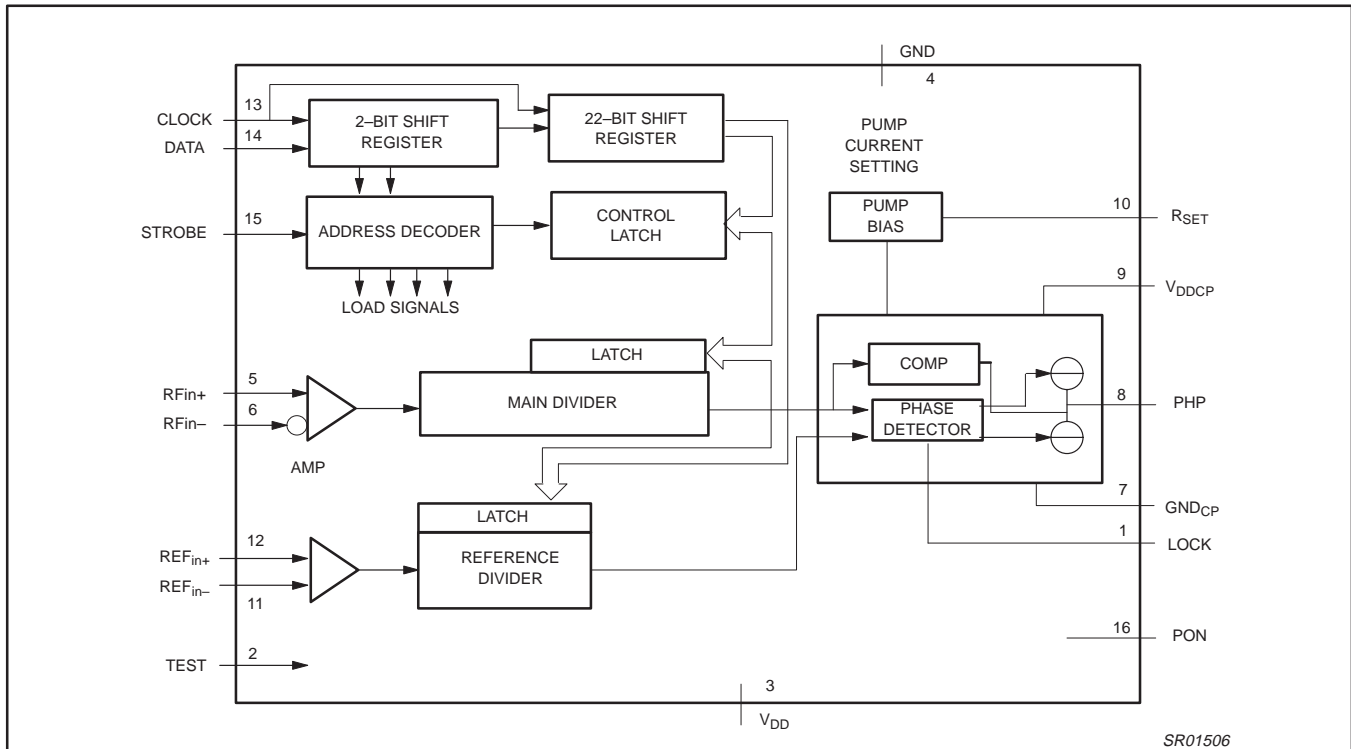 GND
4
CLOCK
13
DATA
14
2–BIT SHIFT
REGISTER
22–BIT SHIFT
REGISTER
PUMP
CURRENT
SETTING
STROBE
15
ADDRESS DECODER
CONTROL
LATCH
PUMP
BIAS
10
RSET
LOAD SIGNALS
9
VDDCP
LATCH
MAIN DIVIDER
RFin+
5
RFin–
6
AMP
COMP
PHASE
DETECTOR
8
PHP
7
GNDCP
1
LOCK
LATCH
REFERENCE
DIVIDER
REFin+
12
REFin–
11
16
PON
TEST
2
3
VDD
SR01506